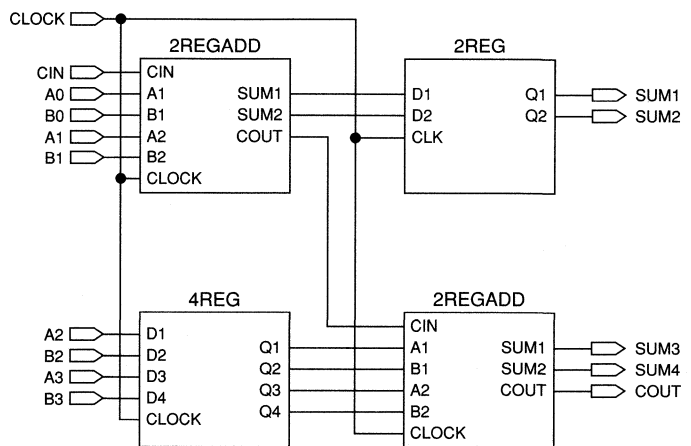 CLOCK
2REGADD
2REG
CIN
A0
B0
A1
B1
CIN
A1
B1
A2
B2
CLOCK
SUM1
SUM2
COUT
D1
D2
CLK
Q1
Q2
SUM1
SUM2
4REG
2REGADD
A2
B2
A3
B3
D1
D2
D3
D4
CLOCK
Q1
Q2
Q3
Q4
CIN
A1
B1
A2
B2
CLOCK
SUM1
SUM2
COUT
SUM3
SUM4
COUT